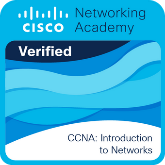 Networking
CISCO Academy
Verified
CCNA: Introduction
to Networks